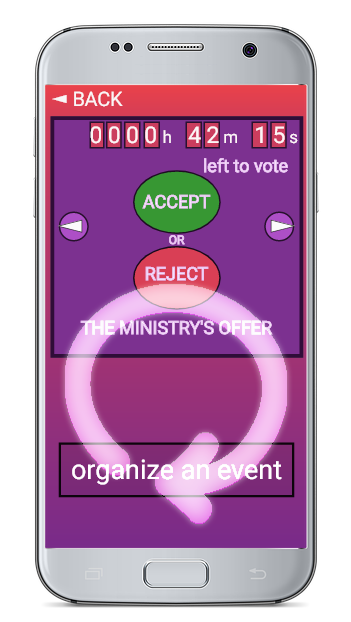 ◄ BACK
0000h 42m 15s
left to vote
ACCEPT
OR
REJECT
THE MINISTRY'S OFFER
organize an event